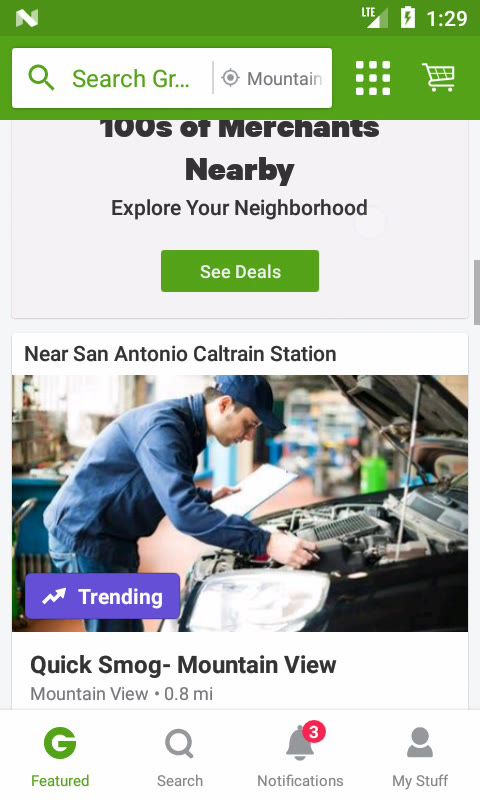 LTE
1:29
Search Gr...
Mountain
100s of Merchants
Nearby
Explore Your Neighborhood
See Deals
Near San Antonio Caltrain Station
Trending
Quick Smog- Mountain View
Mountain View • 0.8 mi
G
3
Featured
Search
Notifications
My Stuff